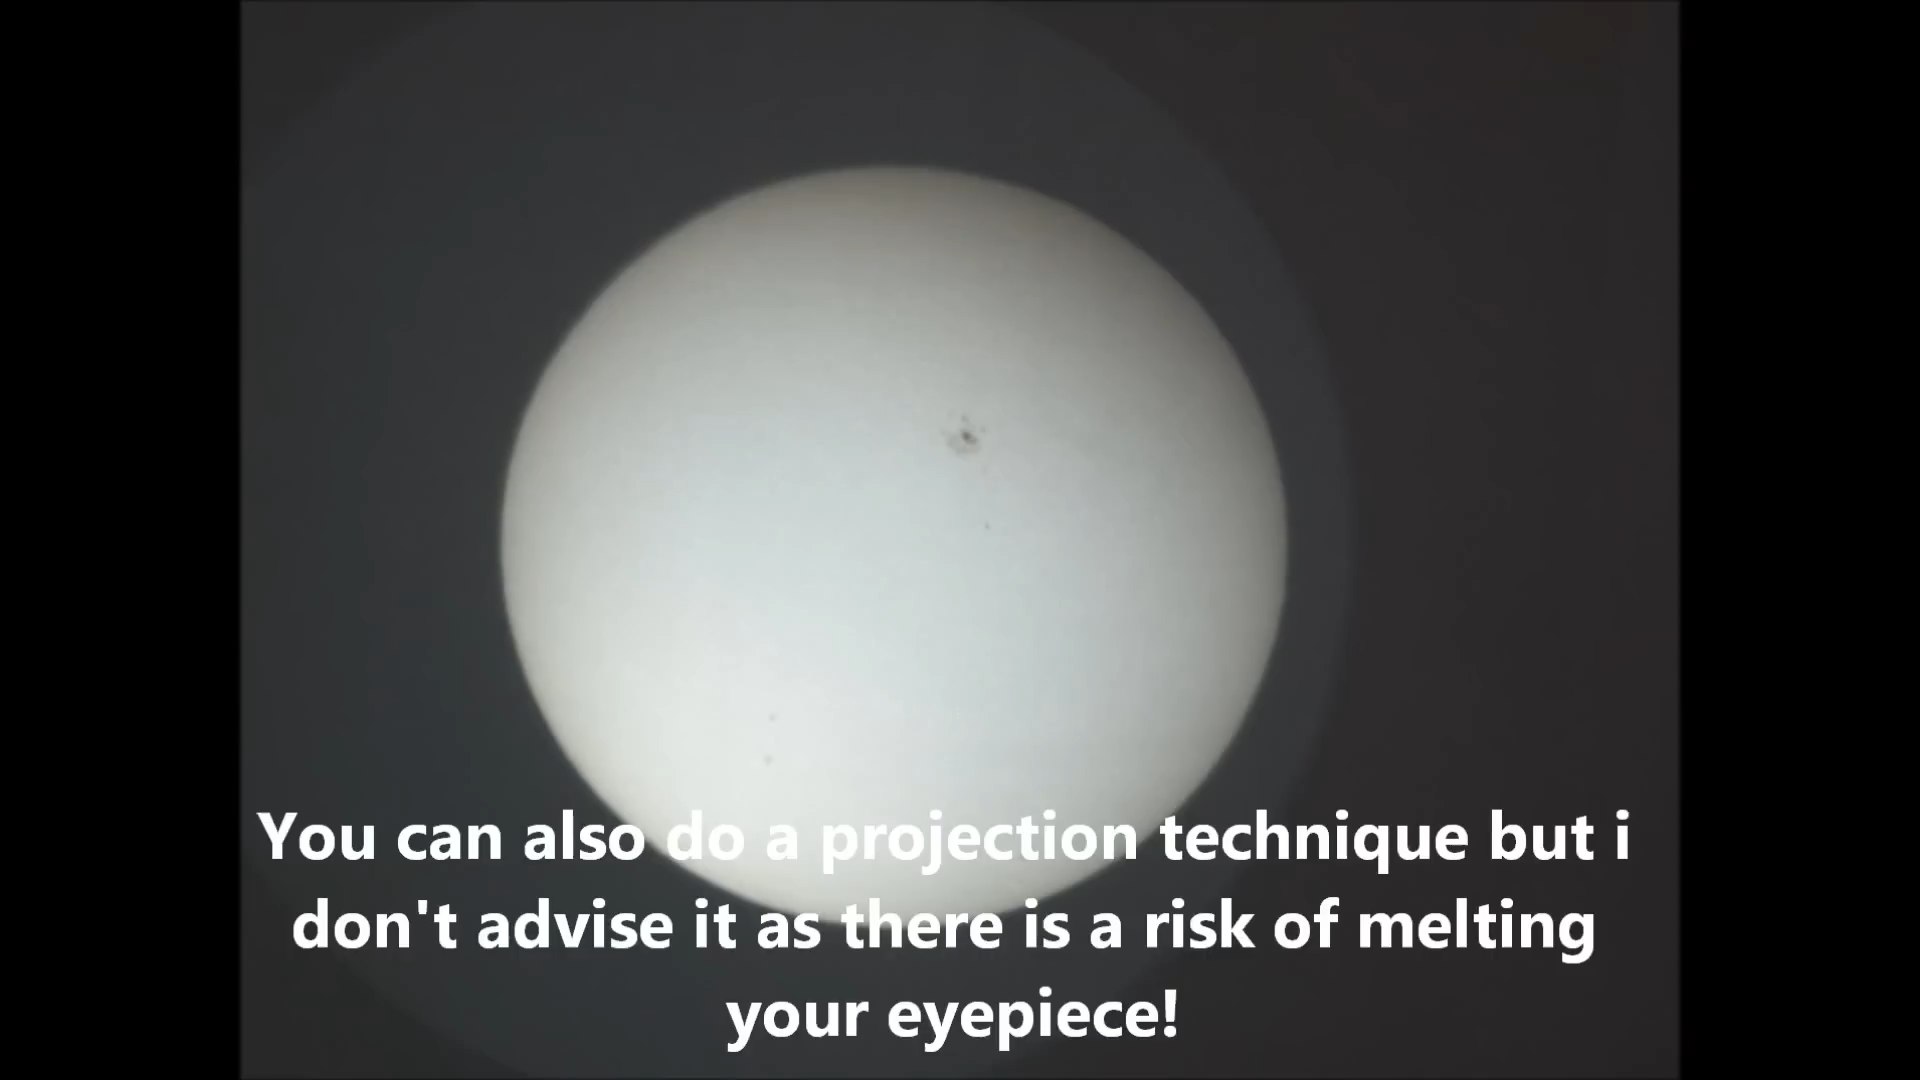 You can also do a projection technique but i
don't advise it as there is a risk of melting
your eyepiece!